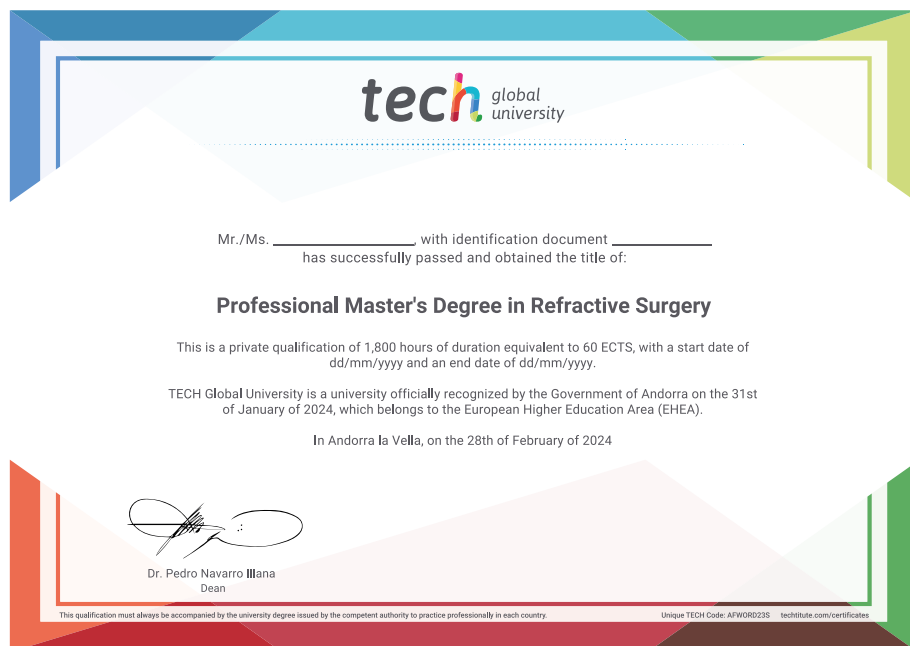 tech global
university
Mr./Ms. ____________________, with identification document ______________
has successfully passed and obtained the title of:
Professional Master's Degree in Refractive Surgery
This is a private qualification of 1,800 hours of duration equivalent to 60 ECTS, with a start date of
dd/mm/yyyy and an end date of dd/mm/yyyy.
TECH Global University is a university officially recognized by the Government of Andorra on the 31st
of January of 2024, which belongs to the European Higher Education Area (EHEA).
In Andorra la Vella, on the 28th of February of 2024
Dr. Pedro Navarro Illana
Dean
This qualification must always be accompanied by the university degree issued by the competent authority to practice professionally in each country.
Unique TECH Code: AFWORD23S techtitute.com/certificates